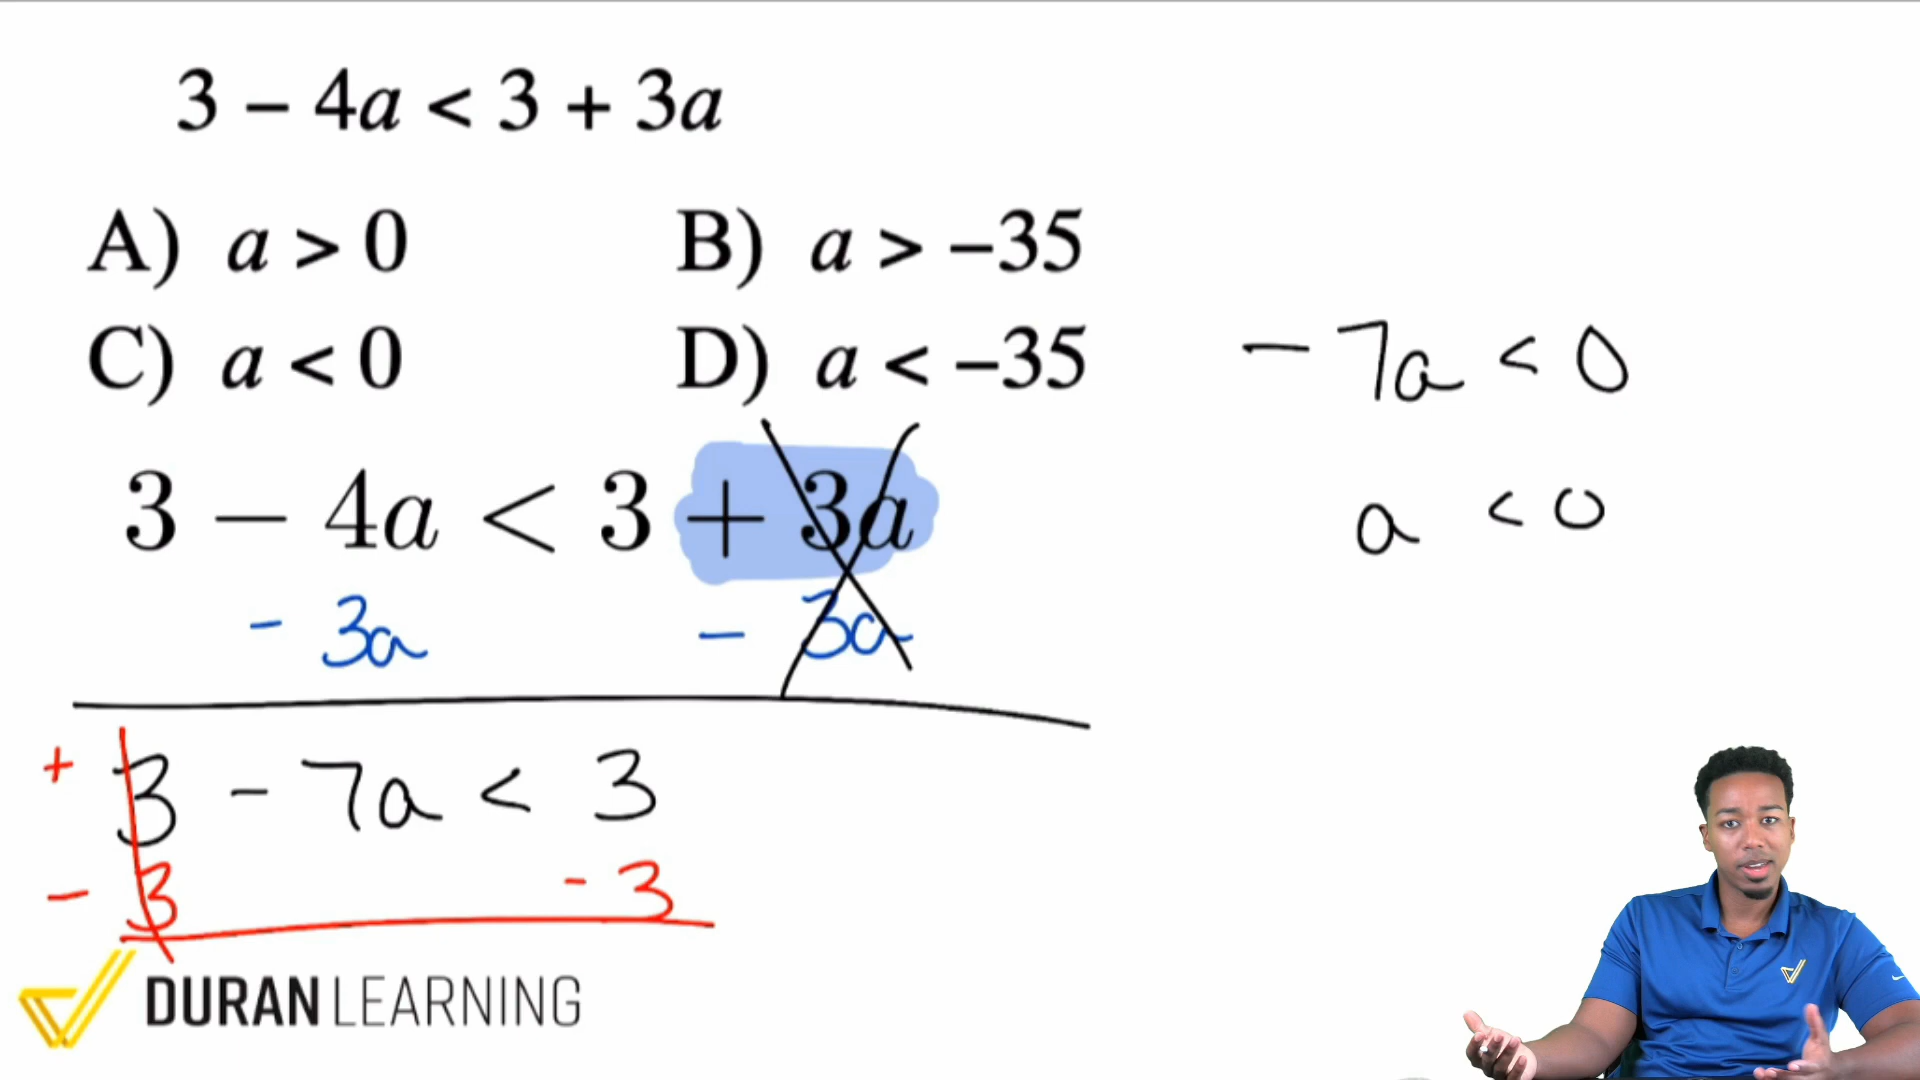 3 − 4a < 3 + 3a
A) a > 0 B) a > −35
C) a < 0 D) a < −35
3 − 4a < 3 + 3a
- 3a - 3a
+ 3 - 7a < 3
- 3 - 3
- 7a < 0
a < 0
DURAN LEARNING